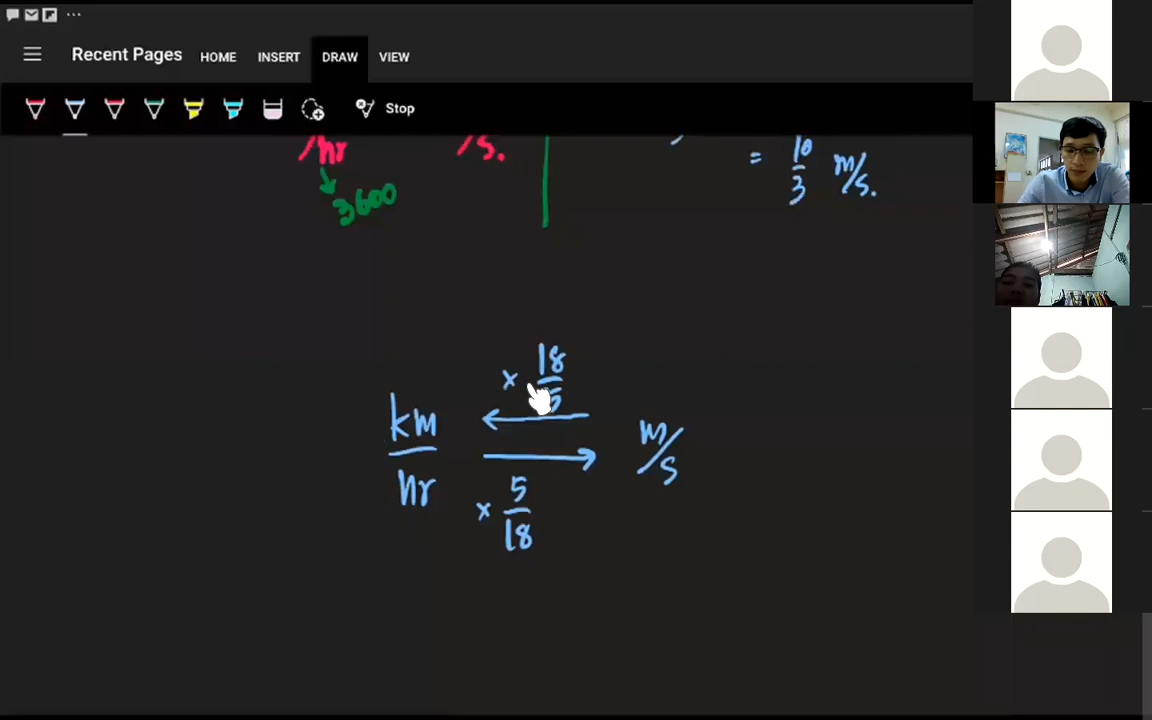 Recent Pages HOME INSERT DRAW VIEW
Stop
/hr /s.
3600
= 10/3 m/s.
× 18/5
km/hr m/s
× 5/18